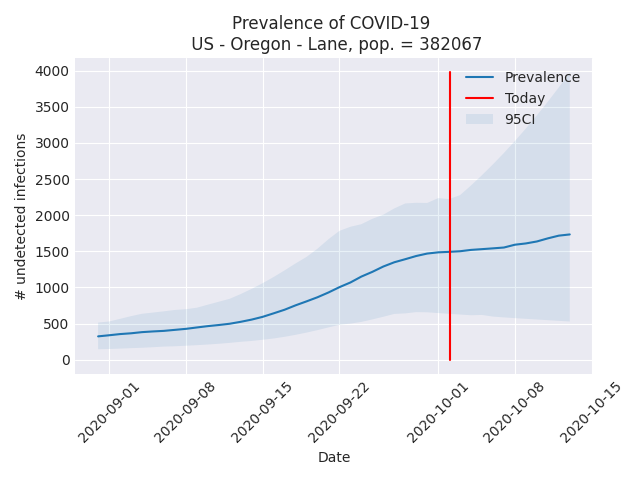 Prevalence of COVID-19
US - Oregon - Lane, pop. = 382067
4000
3500
3000
2500
2000
1500
1000
500
0
# undetected infections
Prevalence
Today
95CI
2020-09-01
2020-09-08
2020-09-15
2020-09-22
2020-10-01
2020-10-08
2020-10-15
Date